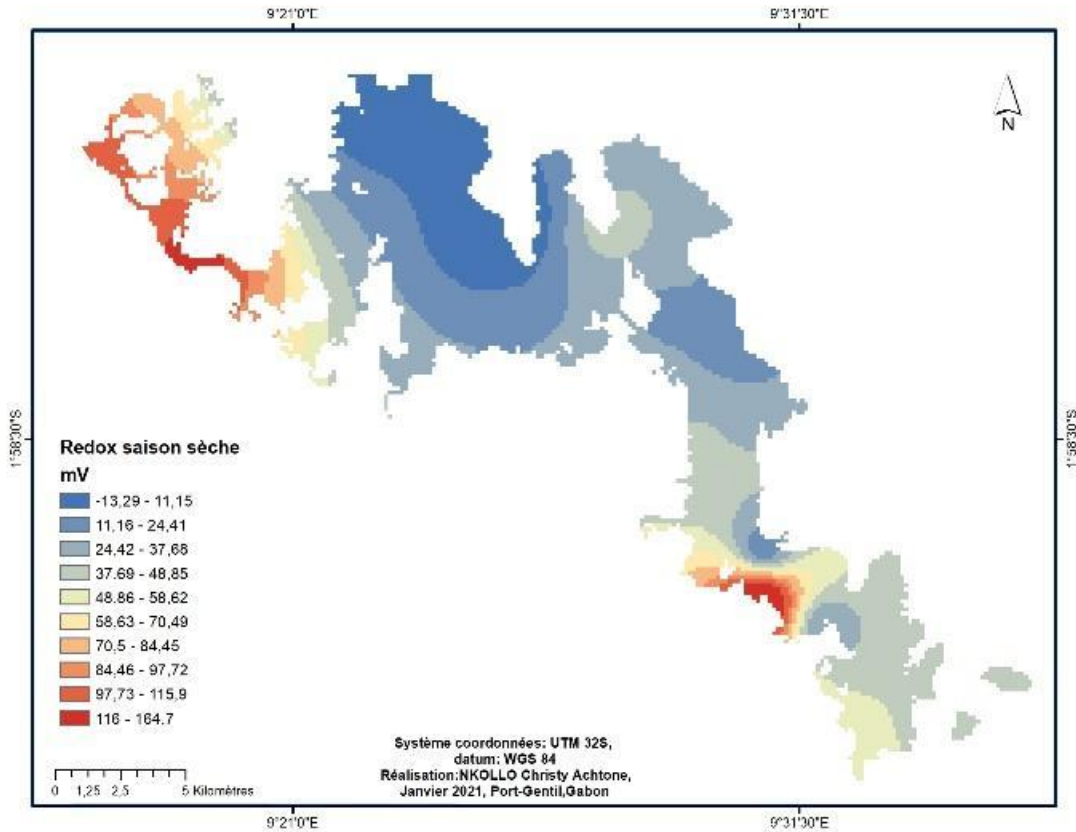 9°21'0"E
9°31'30"E
N
1°58'30"S
1°58'30"S
Redox saison sèche
mV
-13,29 - 11,15
11,16 - 24,41
24,42 - 37,68
37.69 - 48,85
48.86 - 58,62
58.63 - 70,49
70,5 - 84,45
84,46 - 97,72
97,73 - 115,9
116 - 164.7
Système coordonnées: UTM 32S,
datum: WGS 84
Réalisation:NKOLLO Christy Achtone,
Janvier 2021, Port-Gentil,Gabon
0 1,25 2,5 5 Kilomètres
9°21'0"E
9°31'30"E